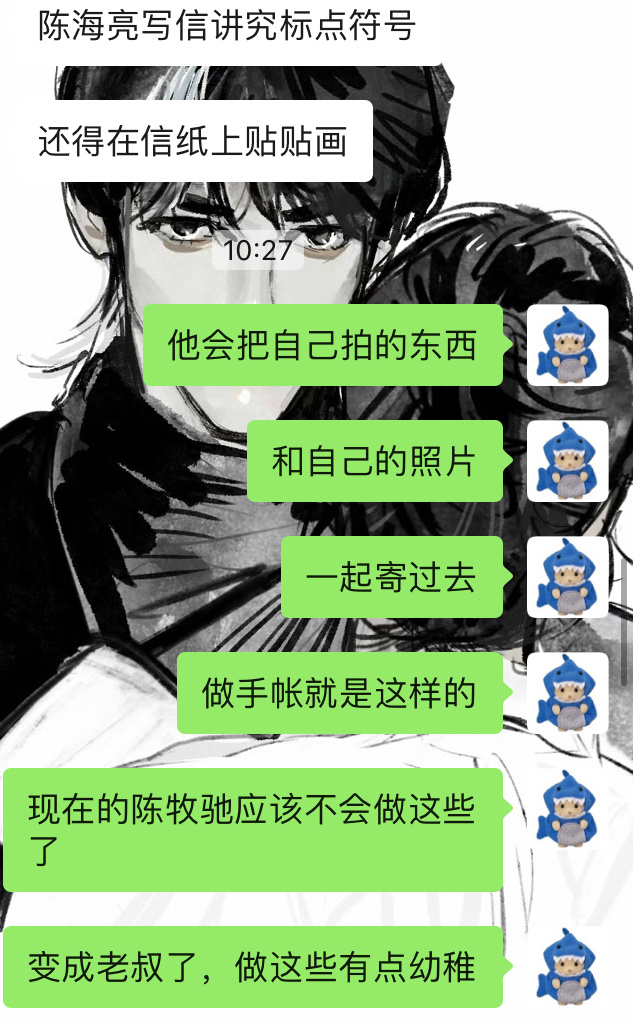 陈海亮写信讲究标点符号
还得在信纸上贴贴画
10:27
他会把自己拍的东西
和自己的照片
一起寄过去
做手帐就是这样的
现在的陈牧驰应该不会做这些
了
变成老叔了，做这些有点幼稚